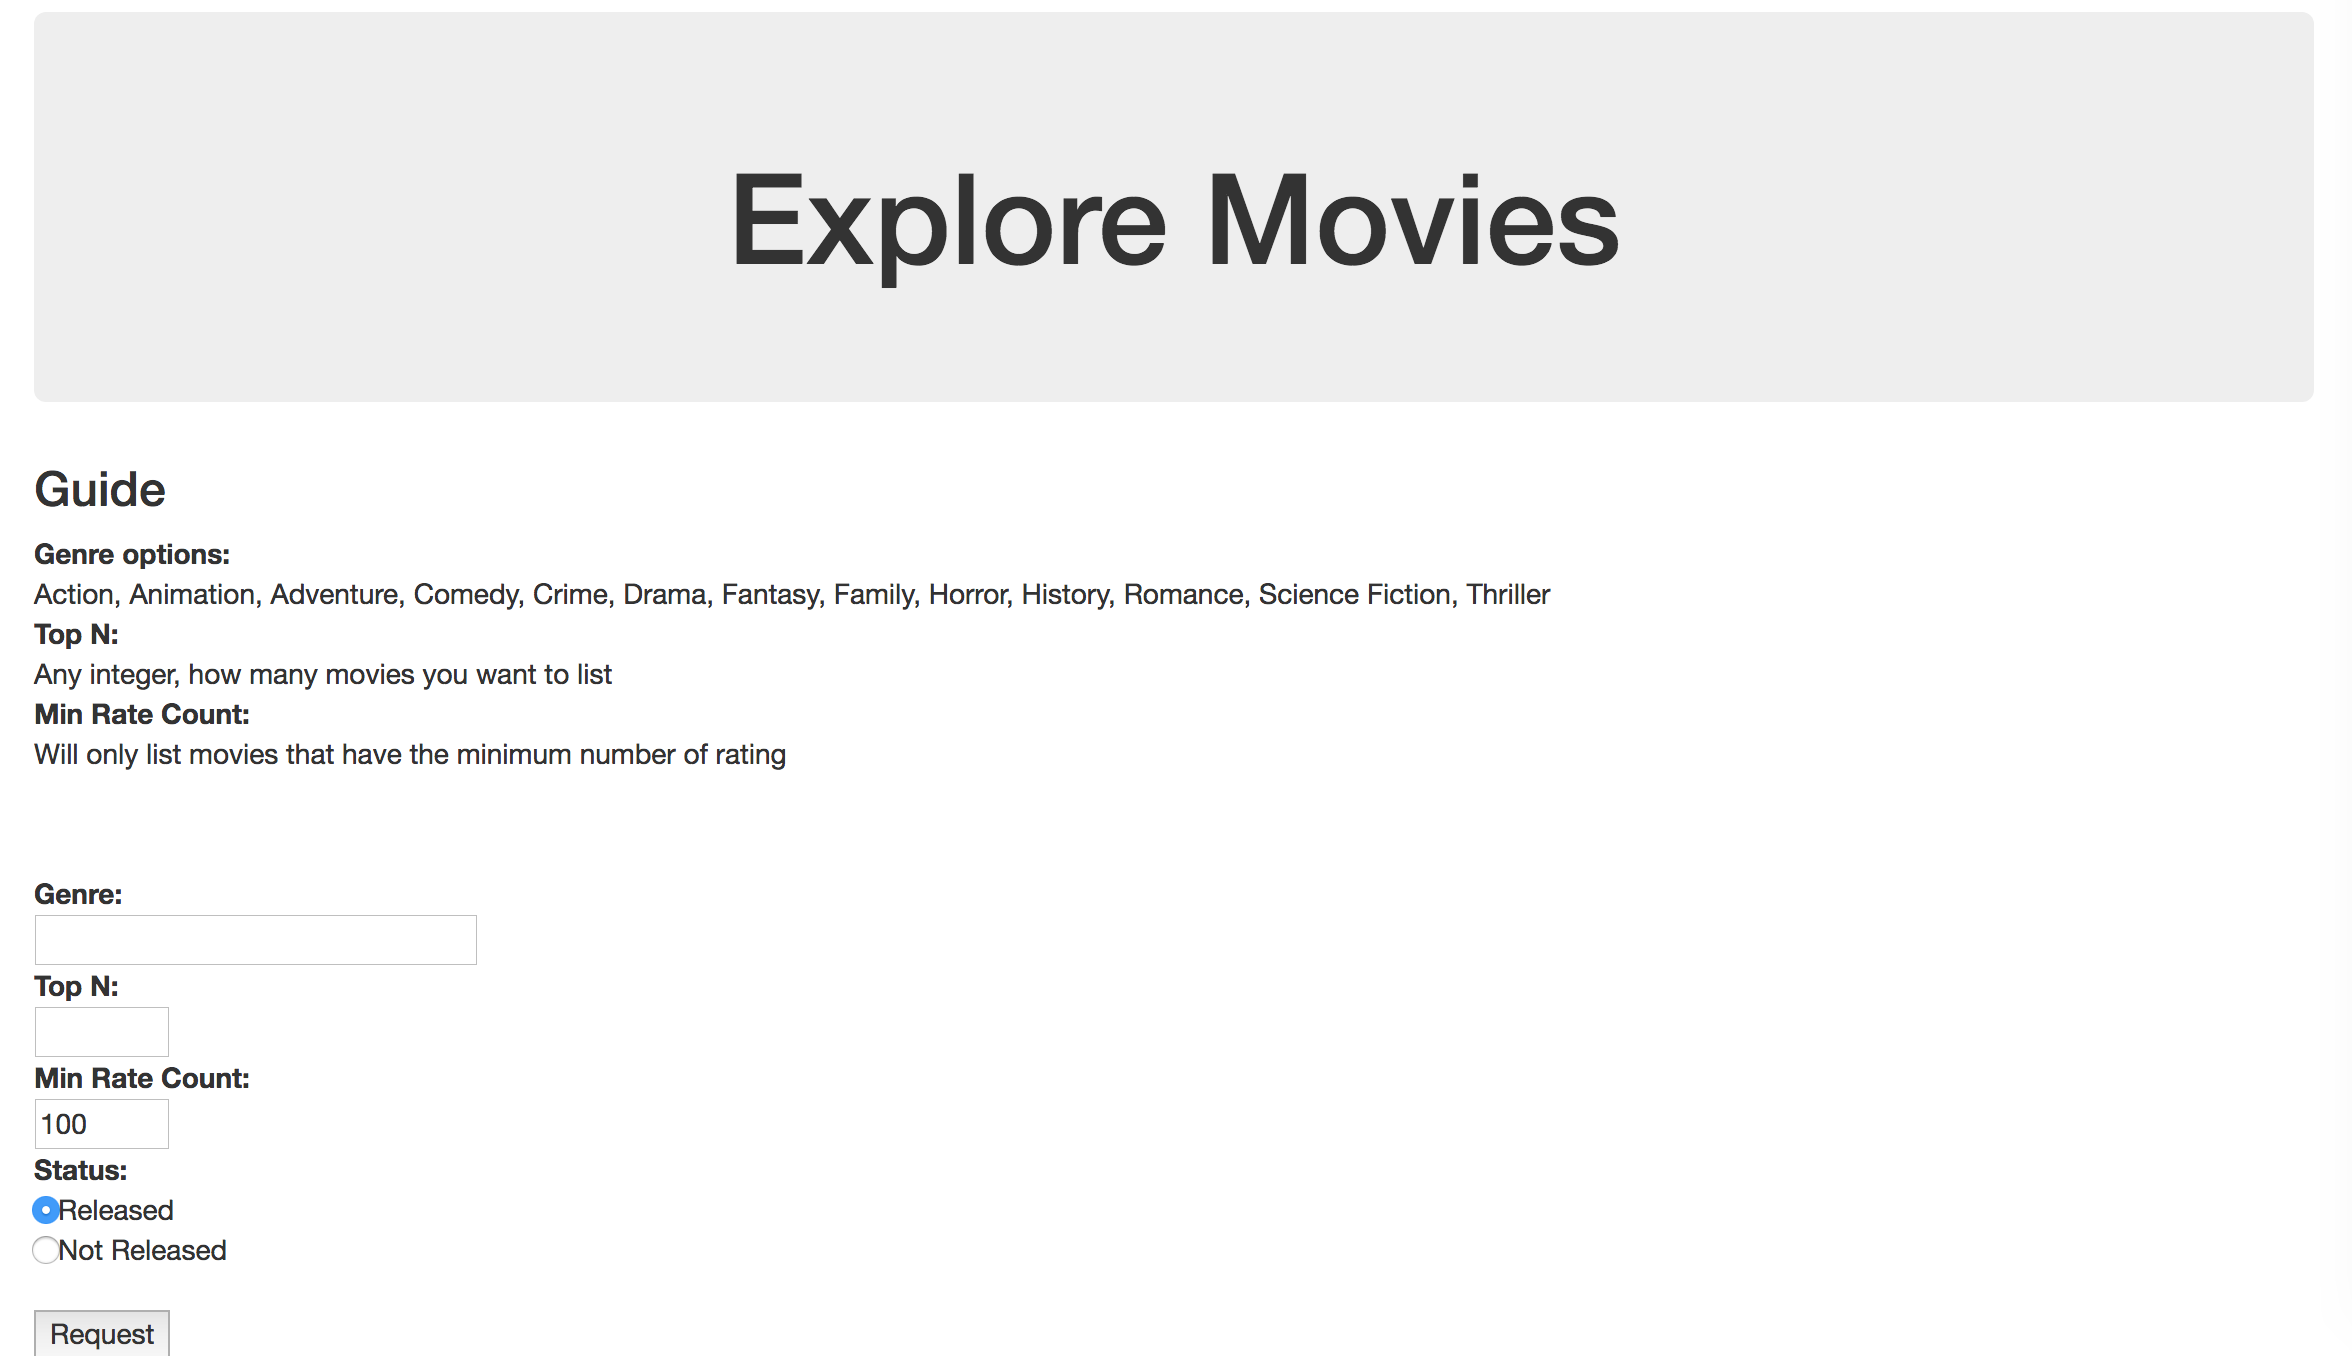 Explore Movies
Guide
Genre options:
Action, Animation, Adventure, Comedy, Crime, Drama, Fantasy, Family, Horror, History, Romance, Science Fiction, Thriller
Top N:
Any integer, how many movies you want to list
Min Rate Count:
Will only list movies that have the minimum number of rating
Genre:
Top N:
Min Rate Count:
100
Status:
Released
Not Released
Request